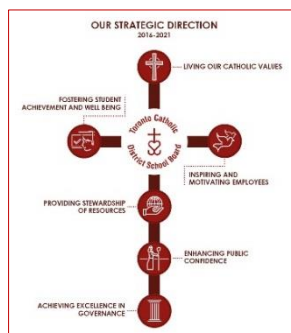 OUR STRATEGIC DIRECTION
2016-2021
LIVING OUR CATHOLIC VALUES
FOSTERING STUDENT
ACHIEVEMENT AND WELL BEING
Toronto Catholic
District School Board
INSPIRING AND
MOTIVATING EMPLOYEES
PROVIDING STEWARDSHIP
OF RESOURCES
ENHANCING PUBLIC
CONFIDENCE
ACHIEVING EXCELLENCE IN
GOVERNANCE